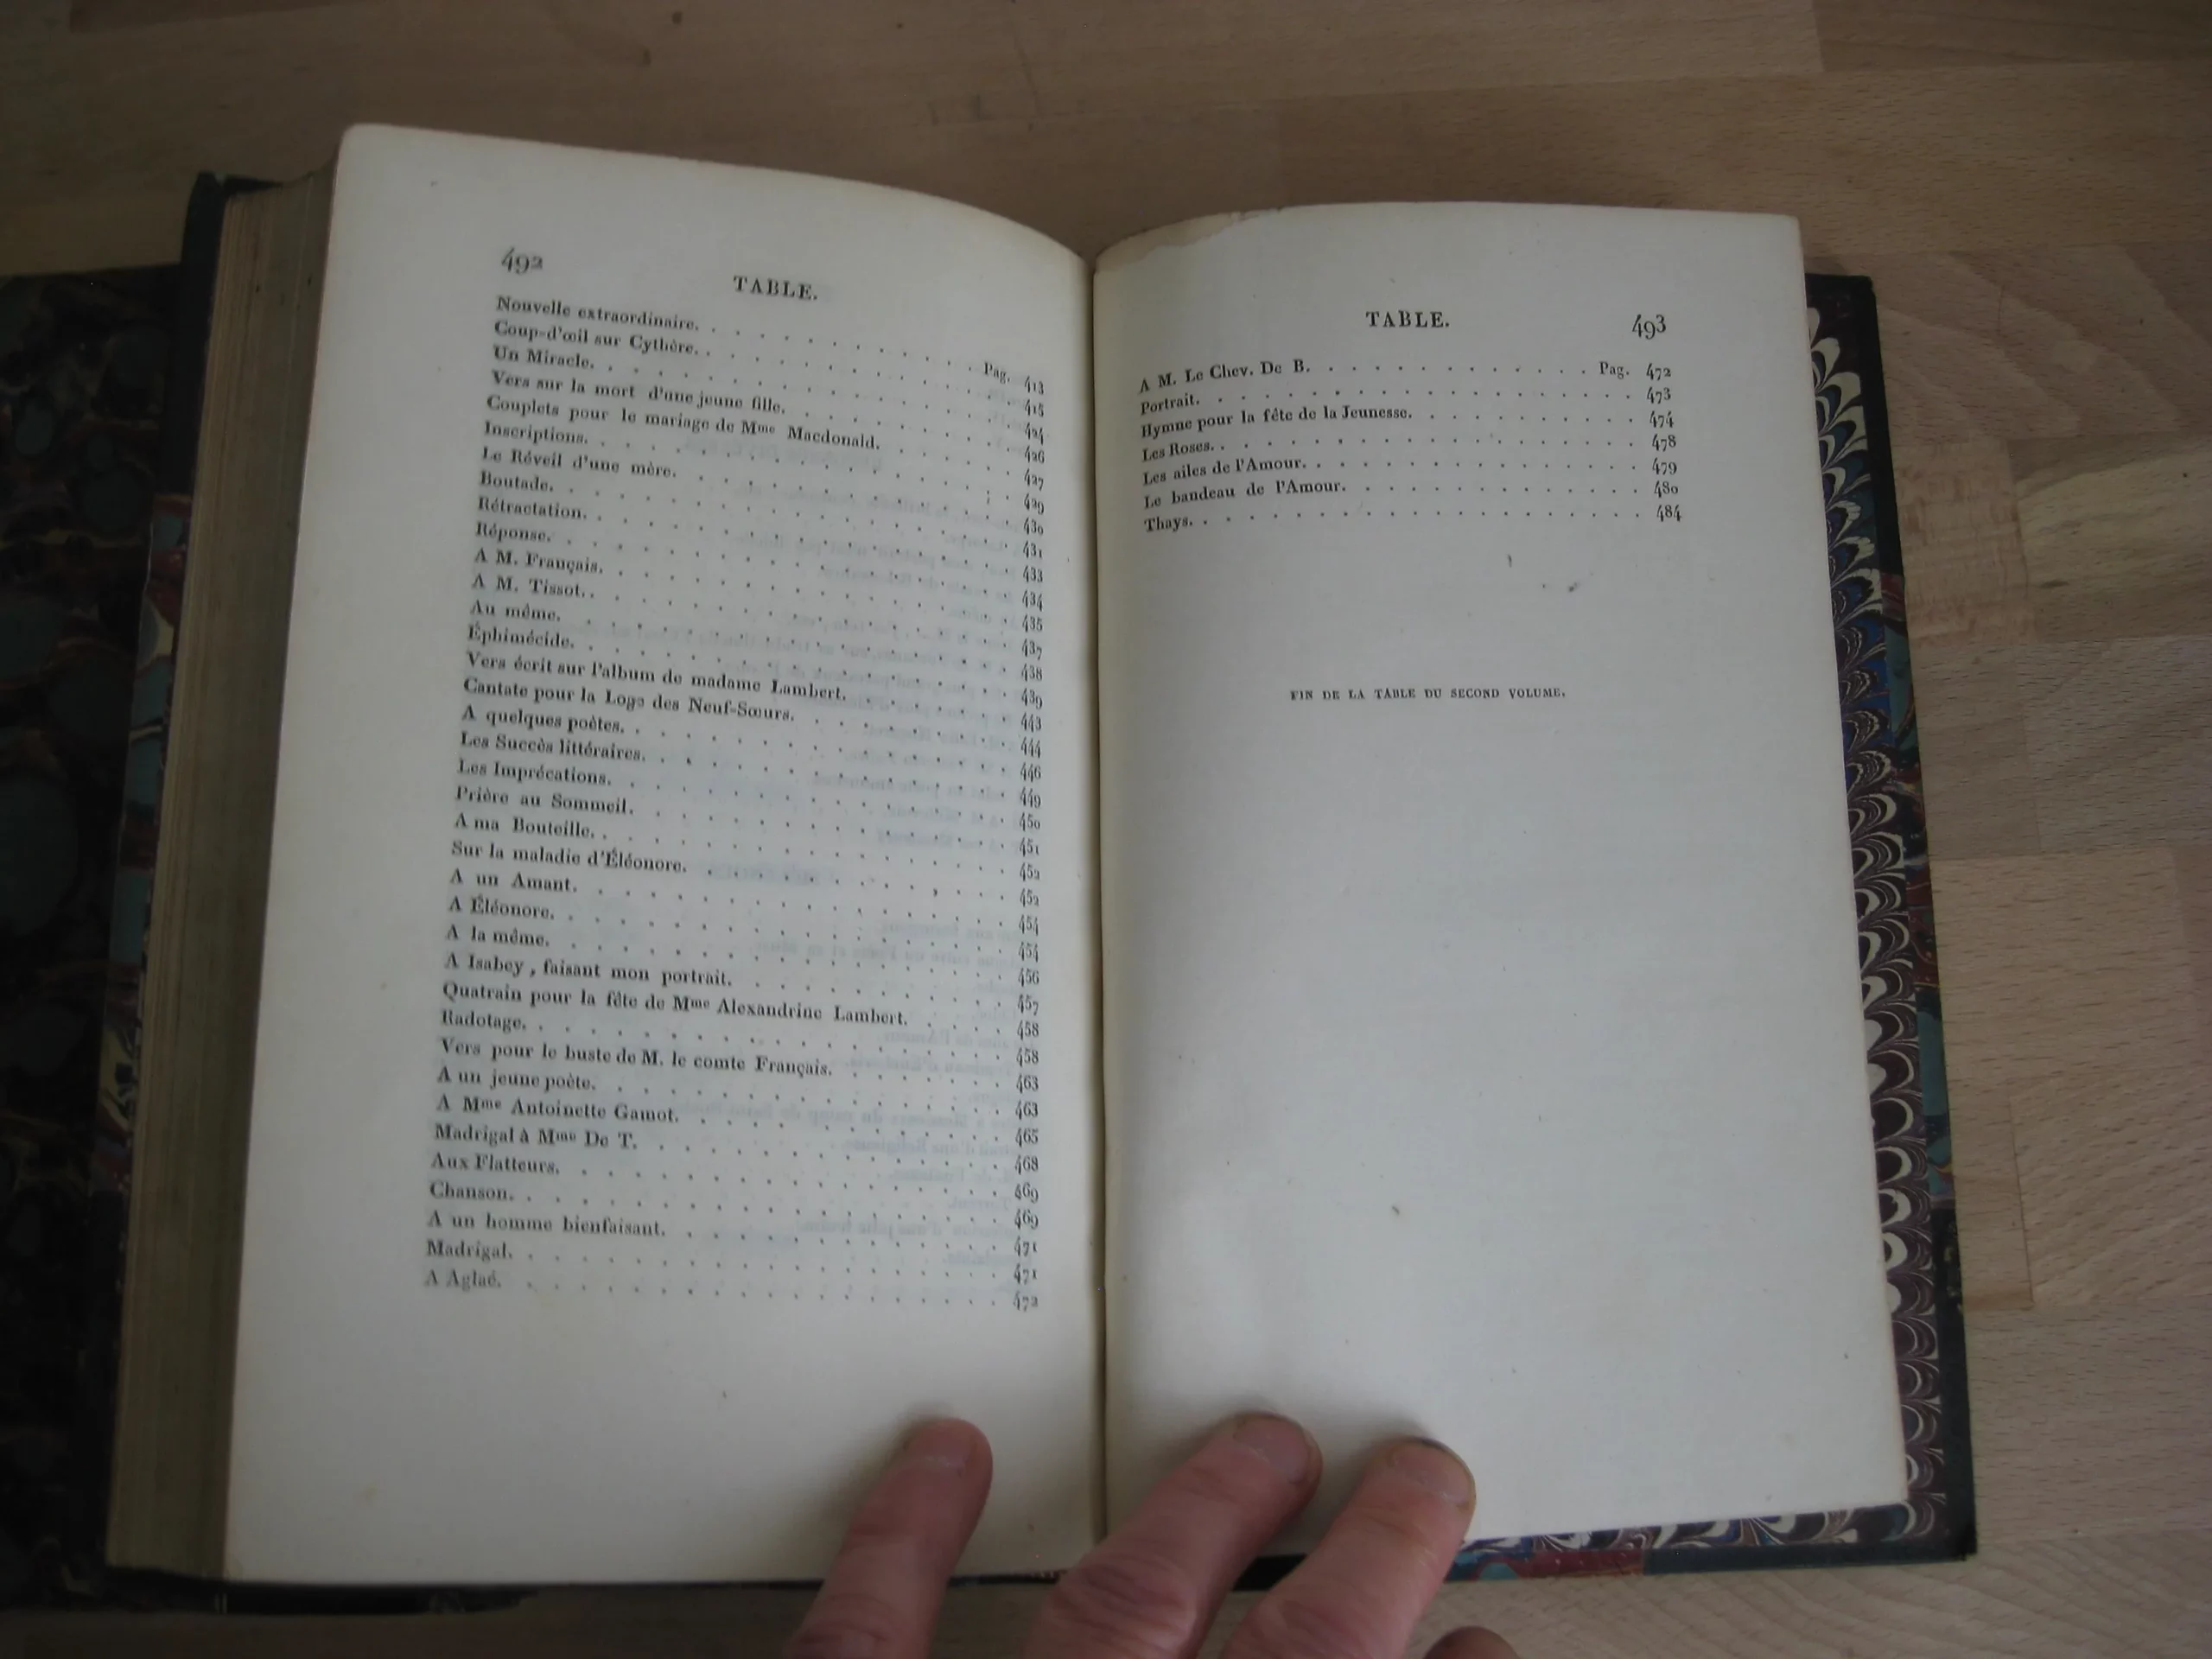 492
TABLE.
Nouvelle extraordinaire. . . . . . . . . . . . Pag. 413
Coup-d'œil sur Cythère. . . . . . . . . . . . 415
Un Miracle. . . . . . . . . . . . 424
Vers sur la mort d'une jeune fille. . . . . . . . . . 426
Couplets pour le mariage de Mme Macdonald. . . . . . 427
Inscriptions. . . . . . . . . . . . 429
Le Réveil d'une mère. . . . . . . . . . . . 430
Boutade. . . . . . . . . . . . 431
Rétractation. . . . . . . . . . . . 433
Réponse. . . . . . . . . . . . 434
A M. Français. . . . . . . . . . . . 435
A M. Tissot. . . . . . . . . . . . 437
Au même. . . . . . . . . . . . 438
Éphimécide. . . . . . . . . . . . 439
Vers écrit sur l'album de madame Lambert. . . . . . . 443
Cantate pour la Loge des Neuf-Sœurs. . . . . . . . . 444
A quelques poètes. . . . . . . . . . . . 446
Les Succès littéraires. . . . . . . . . . . . 449
Les Imprécations. . . . . . . . . . . . 450
Prière au Sommeil. . . . . . . . . . . . 451
A ma Bouteille. . . . . . . . . . . . 452
Sur la maladie d'Éléonore. . . . . . . . . . . . 452
A un Amant. . . . . . . . . . . . 454
A Éléonore. . . . . . . . . . . . 454
A la même. . . . . . . . . . . . 456
A Isabey, faisant mon portrait. . . . . . . . . . . 457
Quatrain pour la fête de Mme Alexandrine Lambert. . . . . 458
Radotage. . . . . . . . . . . . 458
Vers pour le buste de M. le comte Français. . . . . . . 463
A un jeune poète. . . . . . . . . . . . 463
A Mme Antoinette Gamot. . . . . . . . . . . . 465
Madrigal à Mme De T. . . . . . . . . . . . 468
Aux Flatteurs. . . . . . . . . . . . 469
Chanson. . . . . . . . . . . . 469
A un homme bienfaisant. . . . . . . . . . . . 471
Madrigal. . . . . . . . . . . . 471
A Aglaé. . . . . . . . . . . . 472
TABLE.
493
A M. Le Chev. De B. . . . . . . . . . . . Pag. 472
Portrait. . . . . . . . . . . . 473
Hymne pour la fête de la Jeunesse. . . . . . . . . 474
Les Roses. . . . . . . . . . . . 478
Les ailes de l'Amour. . . . . . . . . . . . 479
Le bandeau de l'Amour. . . . . . . . . . . . 480
Thays. . . . . . . . . . . . 484
FIN DE LA TABLE DU SECOND VOLUME.